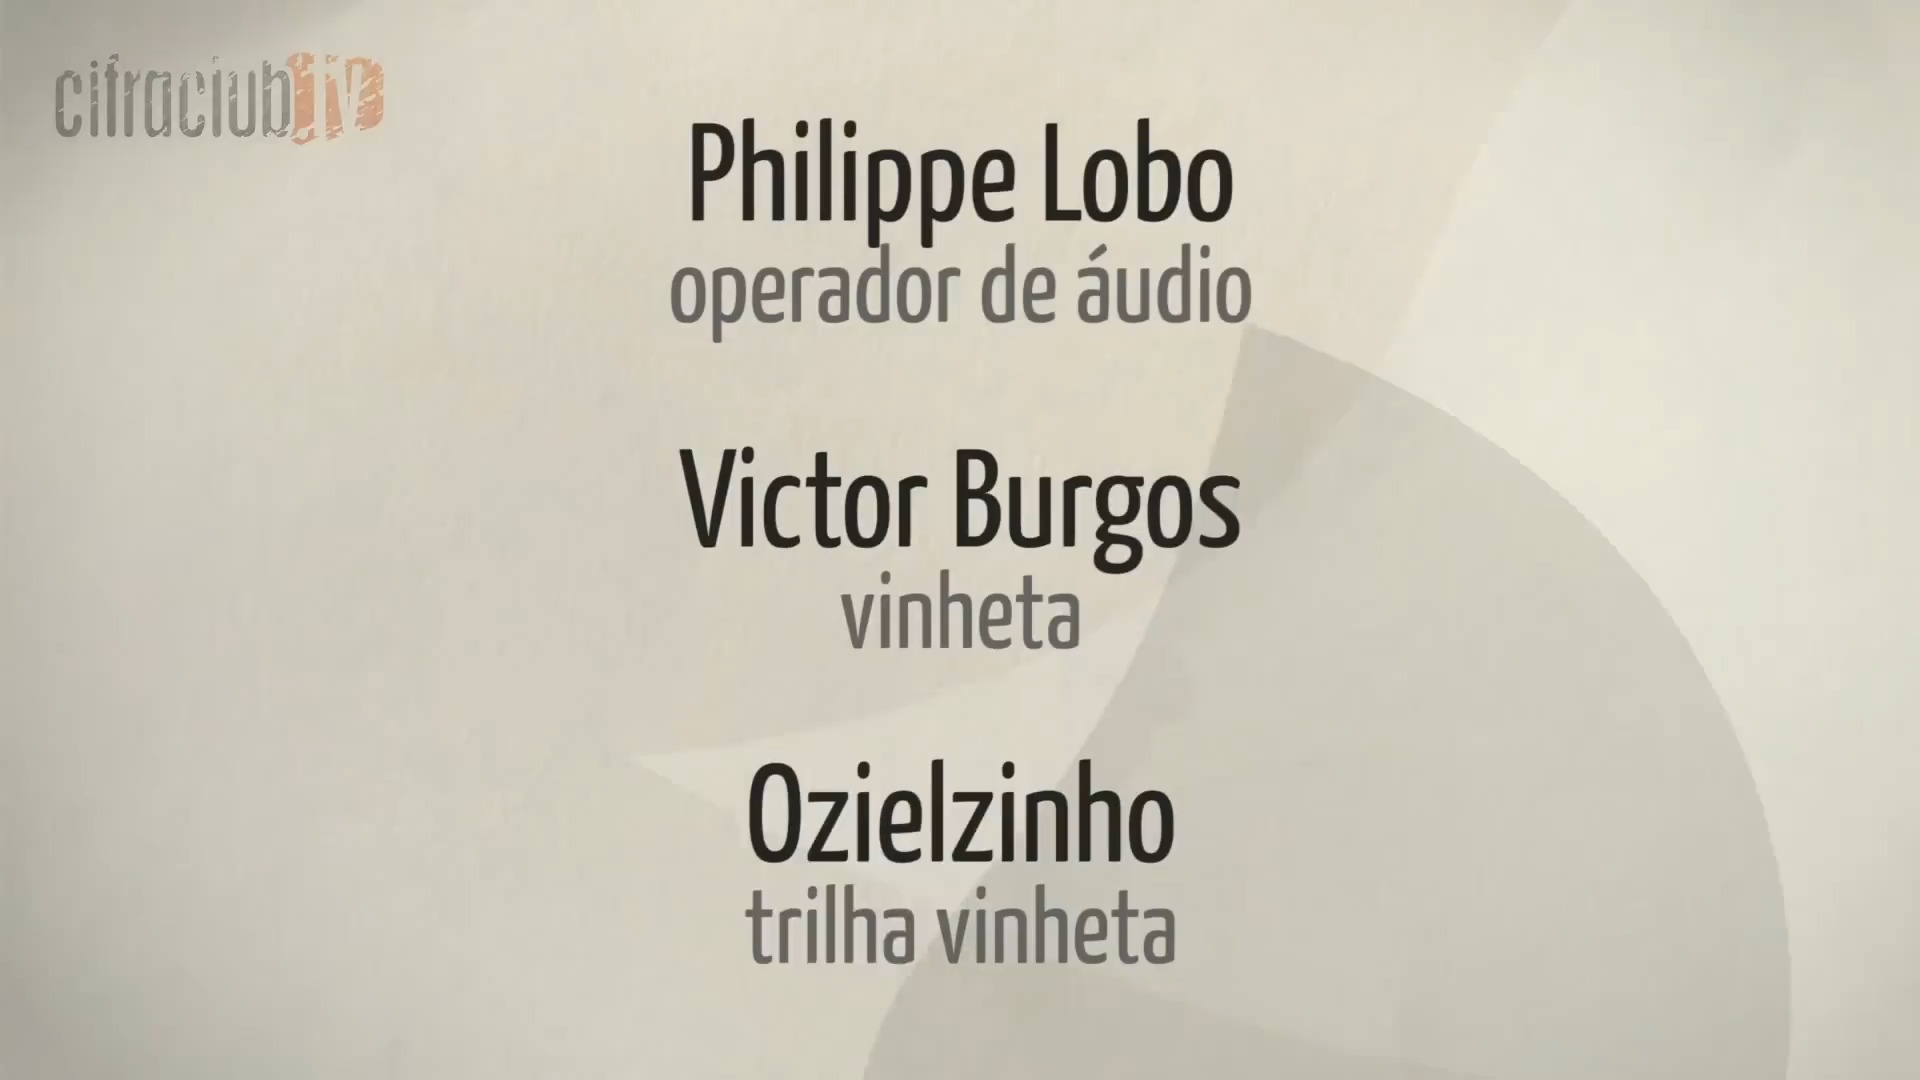 cifraclub tv
Philippe Lobo
operador de áudio
Victor Burgos
vinheta
Ozielzinho
trilha vinheta